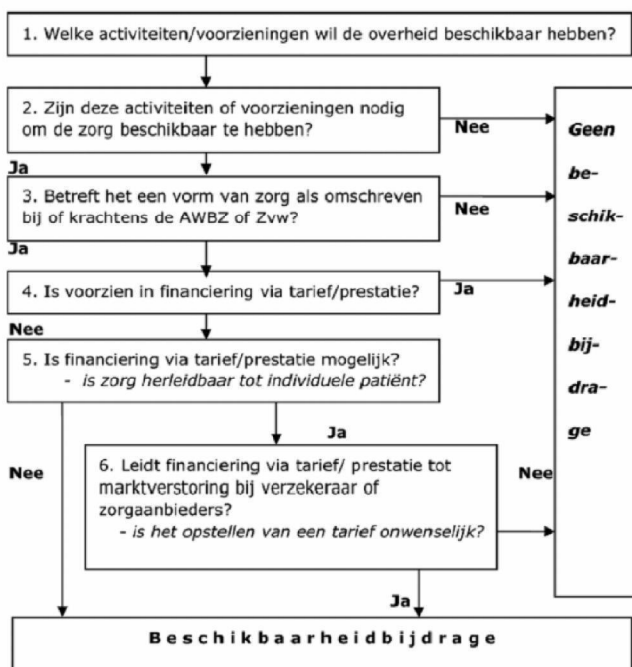 1. Welke activiteiten/voorzieningen wil de overheid beschikbaar hebben?
2. Zijn deze activiteiten of voorzieningen nodig
om de zorg beschikbaar te hebben?
Nee
Ja
3. Betreft het een vorm van zorg als omschreven
bij of krachtens de AWBZ of Zvw?
Nee
Ja
4. Is voorzien in financiering via tarief/prestatie?
Ja
Nee
5. Is financiering via tarief/prestatie mogelijk?
- is zorg herleidbaar tot individuele patiënt?
Ja
Nee
6. Leidt financiering via tarief/ prestatie tot
marktverstoring bij verzekeraar of
zorgaanbieders?
- is het opstellen van een tarief onwenselijk?
Nee
Ja
Geen
be-
schik-
baar-
heid-
bij-
dra-
ge
Beschikbaarheidbijdrage